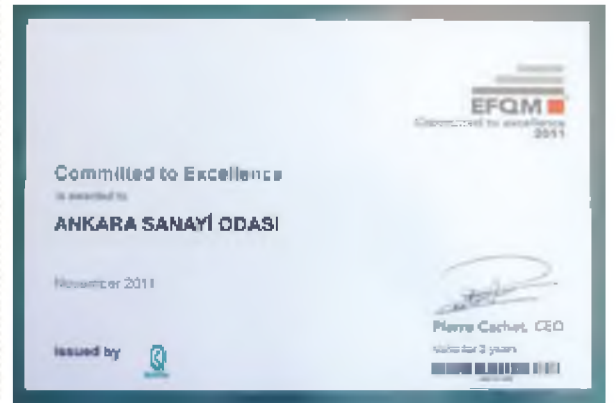 EFQM
Committed to excellence
2011
Committed to Excellence
is awarded to
ANKARA SANAYİ ODASI
November 2011
Pierre Cachet, CEO
Issued by
Valid for 2 years